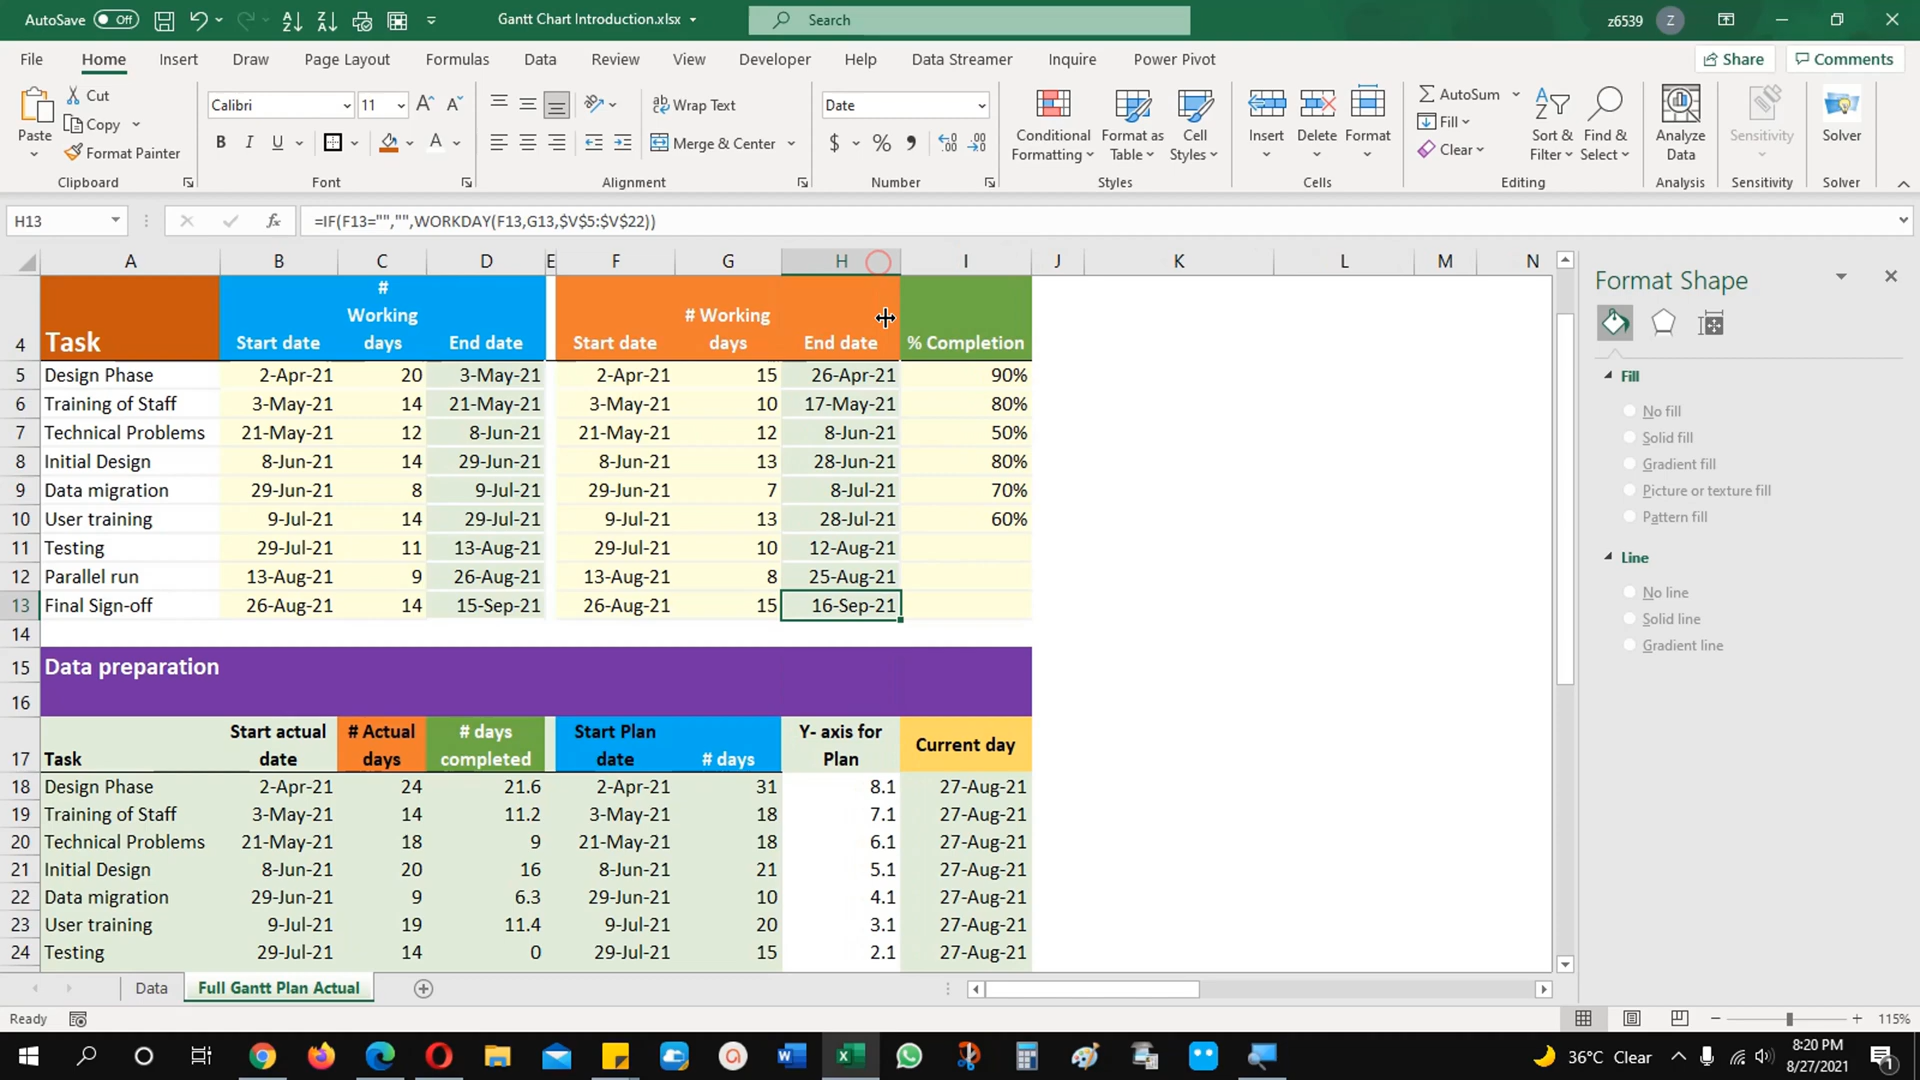 AutoSave Off Gantt Chart Introduction.xlsx Search z6539 Z
File Home Insert Draw Page Layout Formulas Data Review View Developer Help Data Streamer Inquire Power Pivot Share Comments
Cut Calibri 11 Wrap Text Date AutoSum
Copy Fill
Paste Format Painter B I U A Merge & Center $ % Conditional Formatting Format as Table Cell Styles Insert Delete Format Clear Sort & Filter Find & Select Analyze Data Sensitivity Solver
Clipboard Font Alignment Number Styles Cells Editing Analysis Sensitivity Solver
H13 fx =IF(F13="","",WORKDAY(F13,G13,$V$5:$V$22))
A B C D E F G H I J K L M N
4 Task Start date # Working days End date Start date # Working days End date % Completion
5 Design Phase 2-Apr-21 20 3-May-21 2-Apr-21 15 26-Apr-21 90%
6 Training of Staff 3-May-21 14 21-May-21 3-May-21 10 17-May-21 80%
7 Technical Problems 21-May-21 12 8-Jun-21 21-May-21 12 8-Jun-21 50%
8 Initial Design 8-Jun-21 14 29-Jun-21 8-Jun-21 13 28-Jun-21 80%
9 Data migration 29-Jun-21 8 9-Jul-21 29-Jun-21 7 8-Jul-21 70%
10 User training 9-Jul-21 14 29-Jul-21 9-Jul-21 13 28-Jul-21 60%
11 Testing 29-Jul-21 11 13-Aug-21 29-Jul-21 10 12-Aug-21
12 Parallel run 13-Aug-21 9 26-Aug-21 13-Aug-21 8 25-Aug-21
13 Final Sign-off 26-Aug-21 14 15-Sep-21 26-Aug-21 15 16-Sep-21
14
15 Data preparation
16
17 Task Start actual date # Actual days # days completed Start Plan date # days Y- axis for Plan Current day
18 Design Phase 2-Apr-21 24 21.6 2-Apr-21 31 8.1 27-Aug-21
19 Training of Staff 3-May-21 14 11.2 3-May-21 18 7.1 27-Aug-21
20 Technical Problems 21-May-21 18 9 21-May-21 18 6.1 27-Aug-21
21 Initial Design 8-Jun-21 20 16 8-Jun-21 21 5.1 27-Aug-21
22 Data migration 29-Jun-21 9 6.3 29-Jun-21 10 4.1 27-Aug-21
23 User training 9-Jul-21 19 11.4 9-Jul-21 20 3.1 27-Aug-21
24 Testing 29-Jul-21 14 0 29-Jul-21 15 2.1 27-Aug-21
Format Shape
Fill
No fill
Solid fill
Gradient fill
Picture or texture fill
Pattern fill
Line
No line
Solid line
Gradient line
Data Full Gantt Plan Actual
Ready 115%
36°C Clear 8:20 PM
8/27/2021 1